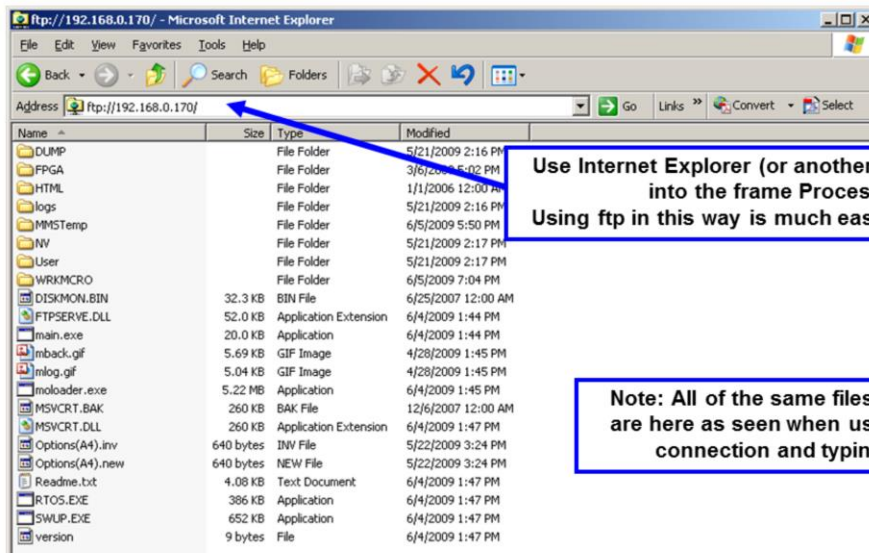 ftp://192.168.0.170/ - Microsoft Internet Explorer
File Edit View Favorites Tools Help
Back Search Folders
Address ftp://192.168.0.170/ Go Links » Convert Select
Name Size Type Modified
DUMP File Folder 5/21/2009 2:16 PM
FPGA File Folder 3/6/2009 5:02 PM
HTML File Folder 1/1/2006 12:00 AM
logs File Folder 5/21/2009 2:16 PM
MMSTemp File Folder 6/5/2009 5:50 PM
NV File Folder 5/21/2009 2:17 PM
User File Folder 5/21/2009 2:17 PM
WRKMCRO File Folder 6/5/2009 7:04 PM
DISKMON.BIN 32.3 KB BIN File 6/25/2007 12:00 AM
FTPSERVE.DLL 52.0 KB Application Extension 6/4/2009 1:44 PM
main.exe 20.0 KB Application 6/4/2009 1:44 PM
mback.gif 5.69 KB GIF Image 4/28/2009 1:45 PM
mlog.gif 5.04 KB GIF Image 4/28/2009 1:45 PM
moloader.exe 5.22 MB Application 6/4/2009 1:45 PM
MSVCRT.BAK 260 KB BAK File 12/6/2007 12:00 AM
MSVCRT.DLL 260 KB Application Extension 6/4/2009 1:47 PM
Options(A4).inv 640 bytes INV File 5/22/2009 3:24 PM
Options(A4).new 640 bytes NEW File 5/22/2009 3:24 PM
Readme.txt 4.08 KB Text Document 6/4/2009 1:47 PM
RTOS.EXE 386 KB Application 6/4/2009 1:47 PM
SWUP.EXE 652 KB Application 6/4/2009 1:47 PM
version 9 bytes File 6/4/2009 1:47 PM
Use Internet Explorer (or another
into the frame Proces
Using ftp in this way is much eas
Note: All of the same files
are here as seen when us
connection and typin